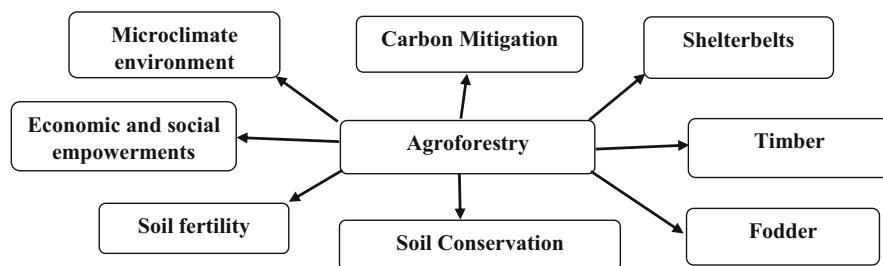 Microclimate
environment
Carbon Mitigation
Shelterbelts
Economic and social
empowerments
Agroforestry
Timber
Soil fertility
Soil Conservation
Fodder